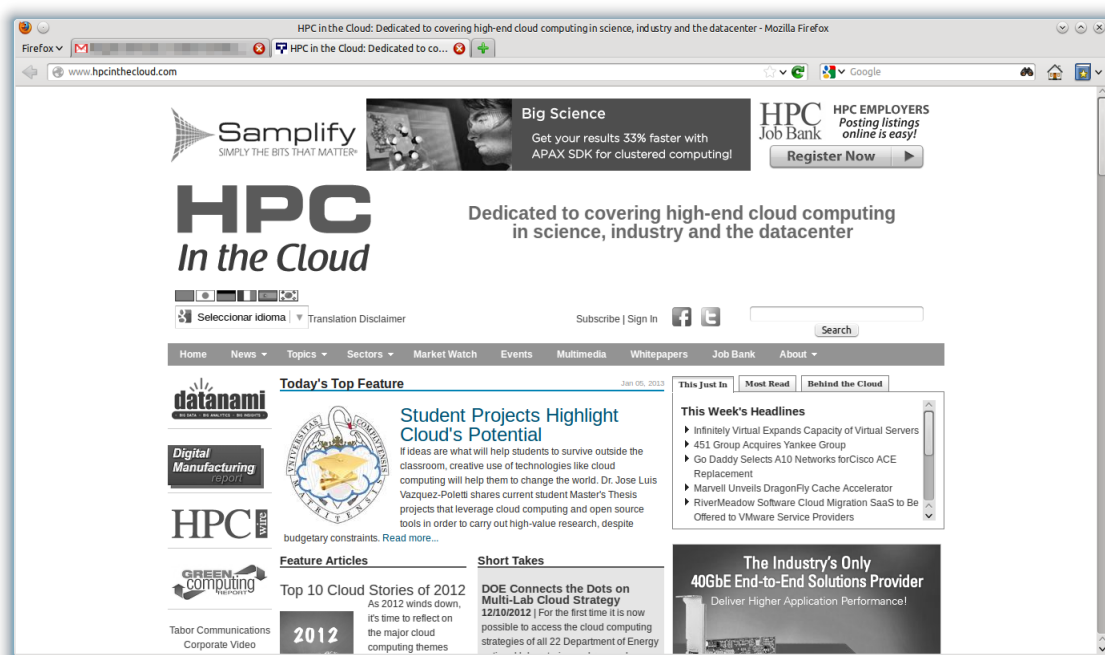 HPC in the Cloud: Dedicated to covering high-end cloud computing in science, industry and the datacenter - Mozilla Firefox
Firefox
HPC in the Cloud: Dedicated to co...
www.hpcinthecloud.com
Google
Samplify
SIMPLY THE BITS THAT MATTER®
Big Science
Get your results 33% faster with
APAX SDK for clustered computing!
HPC
Job Bank
HPC EMPLOYERS
Posting listings
online is easy!
Register Now
HPC
In the Cloud
Dedicated to covering high-end cloud computing
in science, industry and the datacenter
Seleccionar idioma
Translation Disclaimer
Subscribe | Sign In
Search
Home News Topics Sectors Market Watch Events Multimedia Whitepapers Job Bank About
datanami
BIG DATA · BIG ANALYTICS · BIG INSIGHTS
Digital
Manufacturing
report
HPC wire
GREEN
computing
REPORT
Tabor Communications
Corporate Video
Today's Top Feature
Jan 05, 2013
VNIVERSITAS COMPLVTENSIS
MATRITENSIS
Student Projects Highlight
Cloud's Potential
If ideas are what will help students to survive outside the
classroom, creative use of technologies like cloud
computing will help them to change the world. Dr. Jose Luis
Vazquez-Poletti shares current student Master's Thesis
projects that leverage cloud computing and open source
tools in order to carry out high-value research, despite
budgetary constraints. Read more...
Feature Articles
Top 10 Cloud Stories of 2012
2012
As 2012 winds down,
it's time to reflect on
the major cloud
computing themes
Short Takes
DOE Connects the Dots on
Multi-Lab Cloud Strategy
12/10/2012 | For the first time it is now
possible to access the cloud computing
strategies of all 22 Department of Energy
This Just In
Most Read
Behind the Cloud
This Week's Headlines
Infinitely Virtual Expands Capacity of Virtual Servers
451 Group Acquires Yankee Group
Go Daddy Selects A10 Networks forCisco ACE
Replacement
Marvell Unveils DragonFly Cache Accelerator
RiverMeadow Software Cloud Migration SaaS to Be
Offered to VMware Service Providers
The Industry's Only
40GbE End-to-End Solutions Provider
Deliver Higher Application Performance!